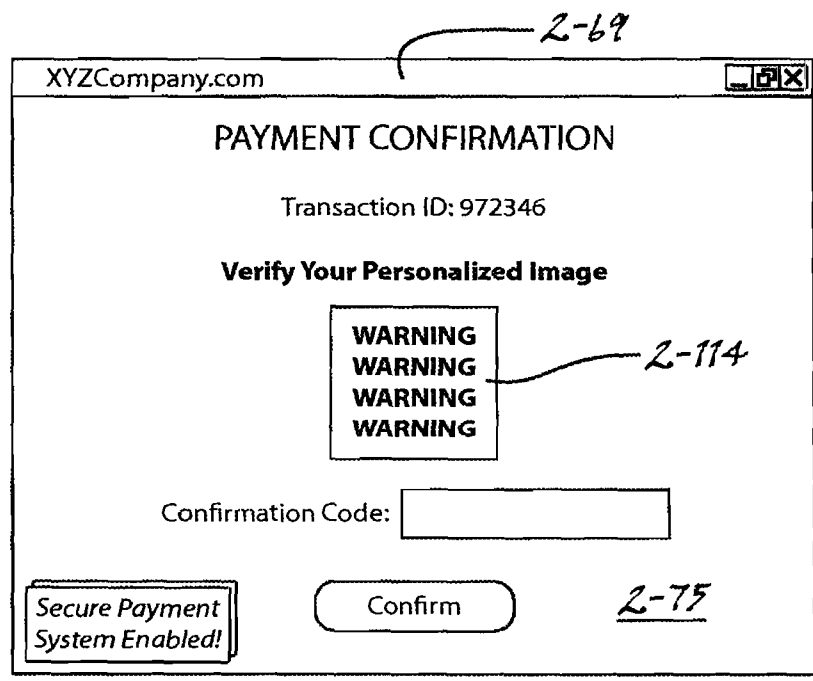 2-69
XYZCompany.com
PAYMENT CONFIRMATION
Transaction ID: 972346
Verify Your Personalized Image
WARNING
WARNING
WARNING
WARNING
2-114
Confirmation Code:
Secure Payment
System Enabled!
Confirm
2-75